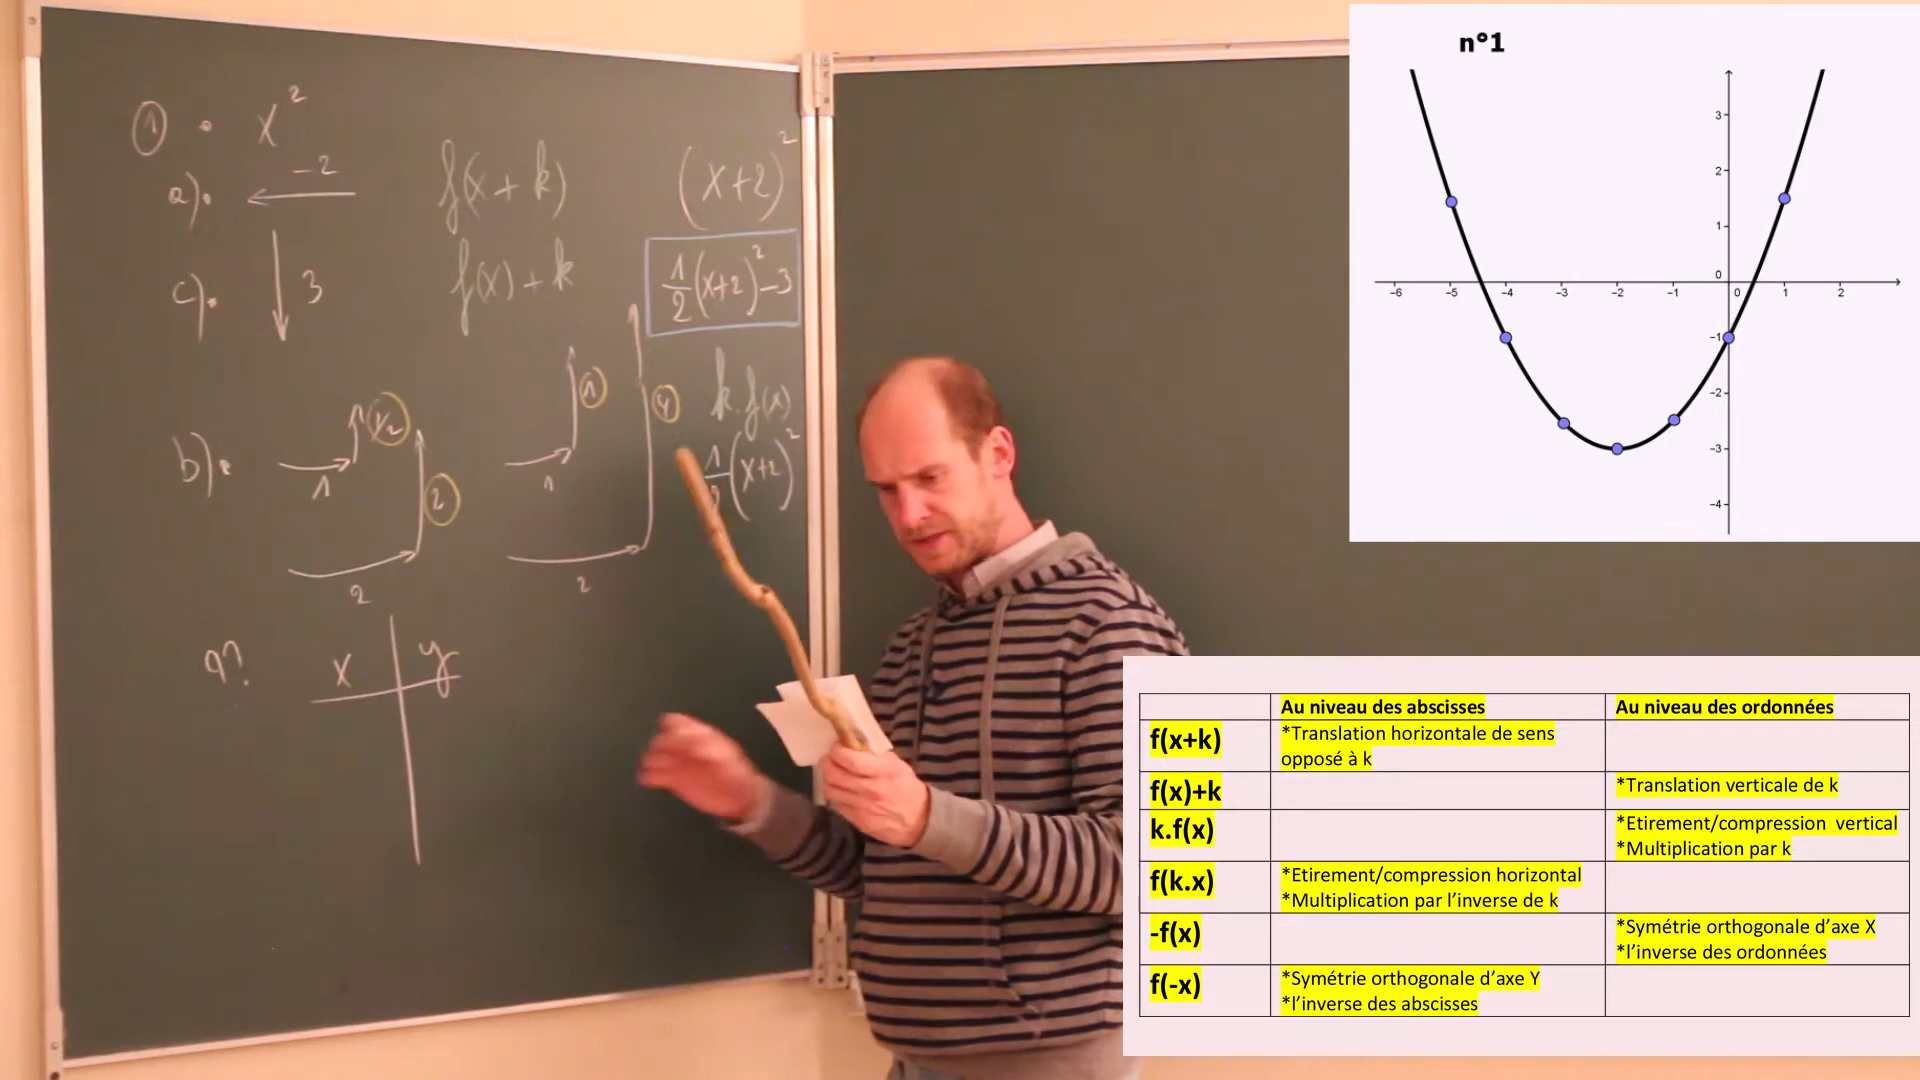 ① • x²
a)• -2 f(x + k) (x+2)²
c)• 3 f(x) + k 1/2(x+2)²-3
b)• 1 1/2 1 1 4 k.f(x)
2 2 2 1/2(x+2)²
x y
n°1
3
2
1
0
-6 -5 -4 -3 -2 -1 0 1 2
-1
-2
-3
-4
Au niveau des abscisses Au niveau des ordonnées
f(x+k) *Translation horizontale de sens
opposé à k
f(x)+k *Translation verticale de k
k.f(x) *Etirement/compression vertical
*Multiplication par k
f(k.x) *Etirement/compression horizontal
*Multiplication par l’inverse de k
-f(x) *Symétrie orthogonale d’axe X
*l’inverse des ordonnées
f(-x) *Symétrie orthogonale d’axe Y
*l’inverse des abscisses